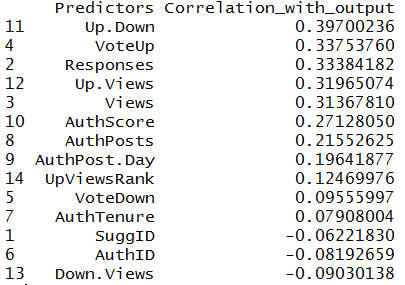 Predictors Correlation_with_output
11 Up.Down 0.39700236
4 VoteUp 0.33753760
2 Responses 0.33384182
12 Up.Views 0.31965074
3 Views 0.31367810
10 AuthScore 0.27128050
8 AuthPosts 0.21552625
9 AuthPost.Day 0.19641877
14 UpViewsRank 0.12469976
5 VoteDown 0.09555997
7 AuthTenure 0.07908004
1 SuggID -0.06221830
6 AuthID -0.08192659
13 Down.Views -0.09030138